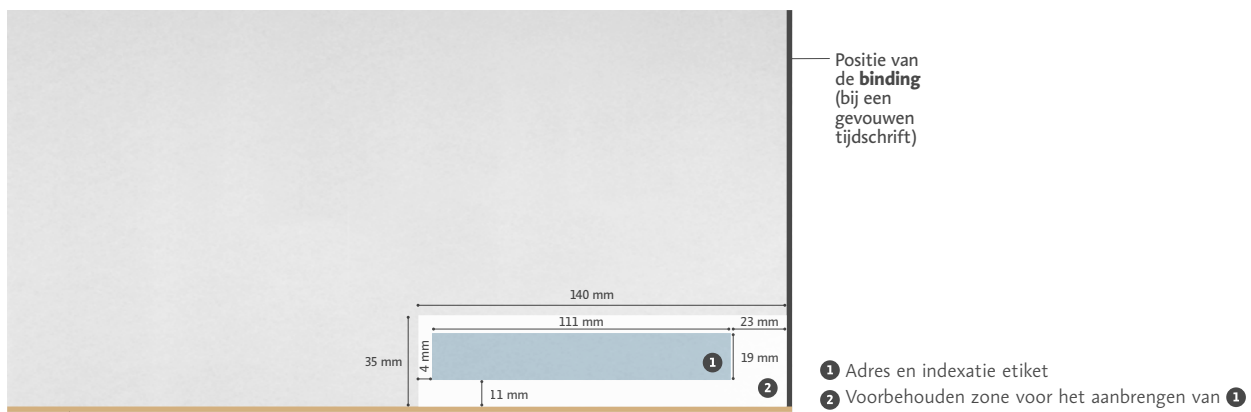 Positie van
de binding
(bij een
gevouwen
tijdschrift)
140 mm
111 mm
23 mm
35 mm
4 mm
1
19 mm
2
11 mm
1 Adres en indexatie etiket
2 Voorbehouden zone voor het aanbrengen van 1